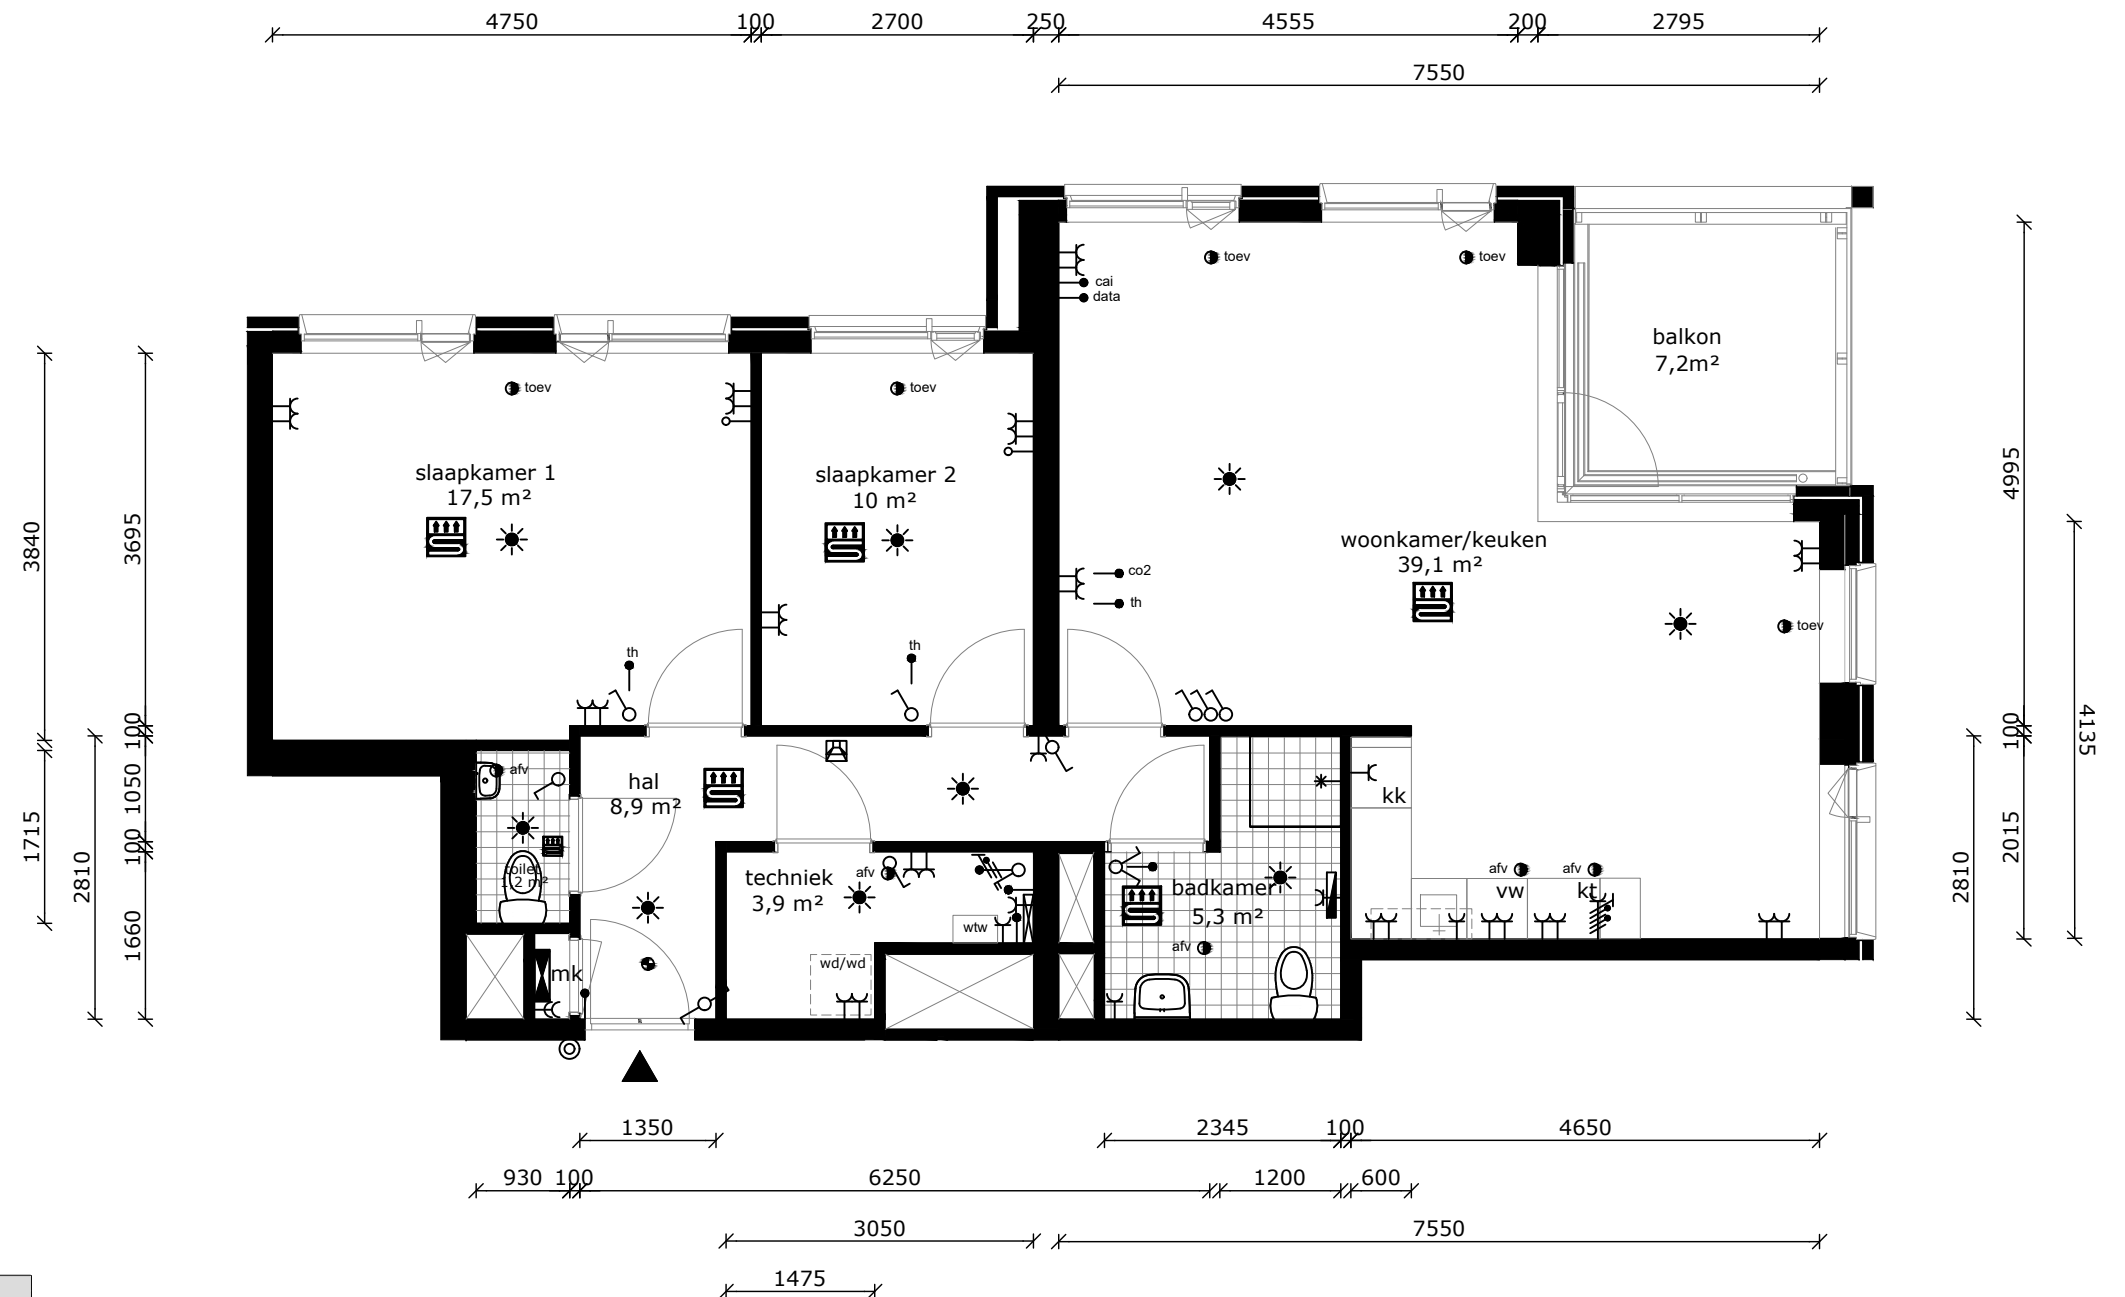 4750 100 2700 250 4555 200 2795
7550
toev
toev
cai
data
balkon
7,2m²
toev
toev
slaapkamer 1
17,5 m²
slaapkamer 2
10 m²
woonkamer/keuken
39,1 m²
co2
th
toev
th
th
afv
hal
8,9 m²
kk
toilet
1,2 m²
techniek
3,9 m²
afv
badkamer
5,3 m²
afv
afv
vw
kt
wtw
afv
wd/wd
mk
3840
1715
2810
3695
100
1050
100
1660
4995
100
2015
4135
2810
1350
2345 100 4650
930 100 6250 1200 600
3050
7550
1475